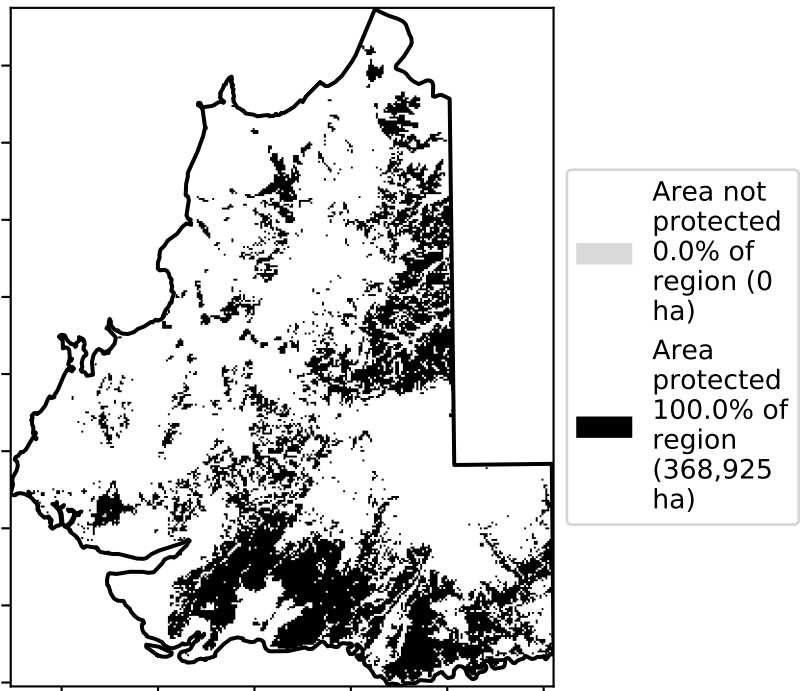 Area not
protected
0.0% of
region (0
ha)
Area
protected
100.0% of
region
(368,925
ha)